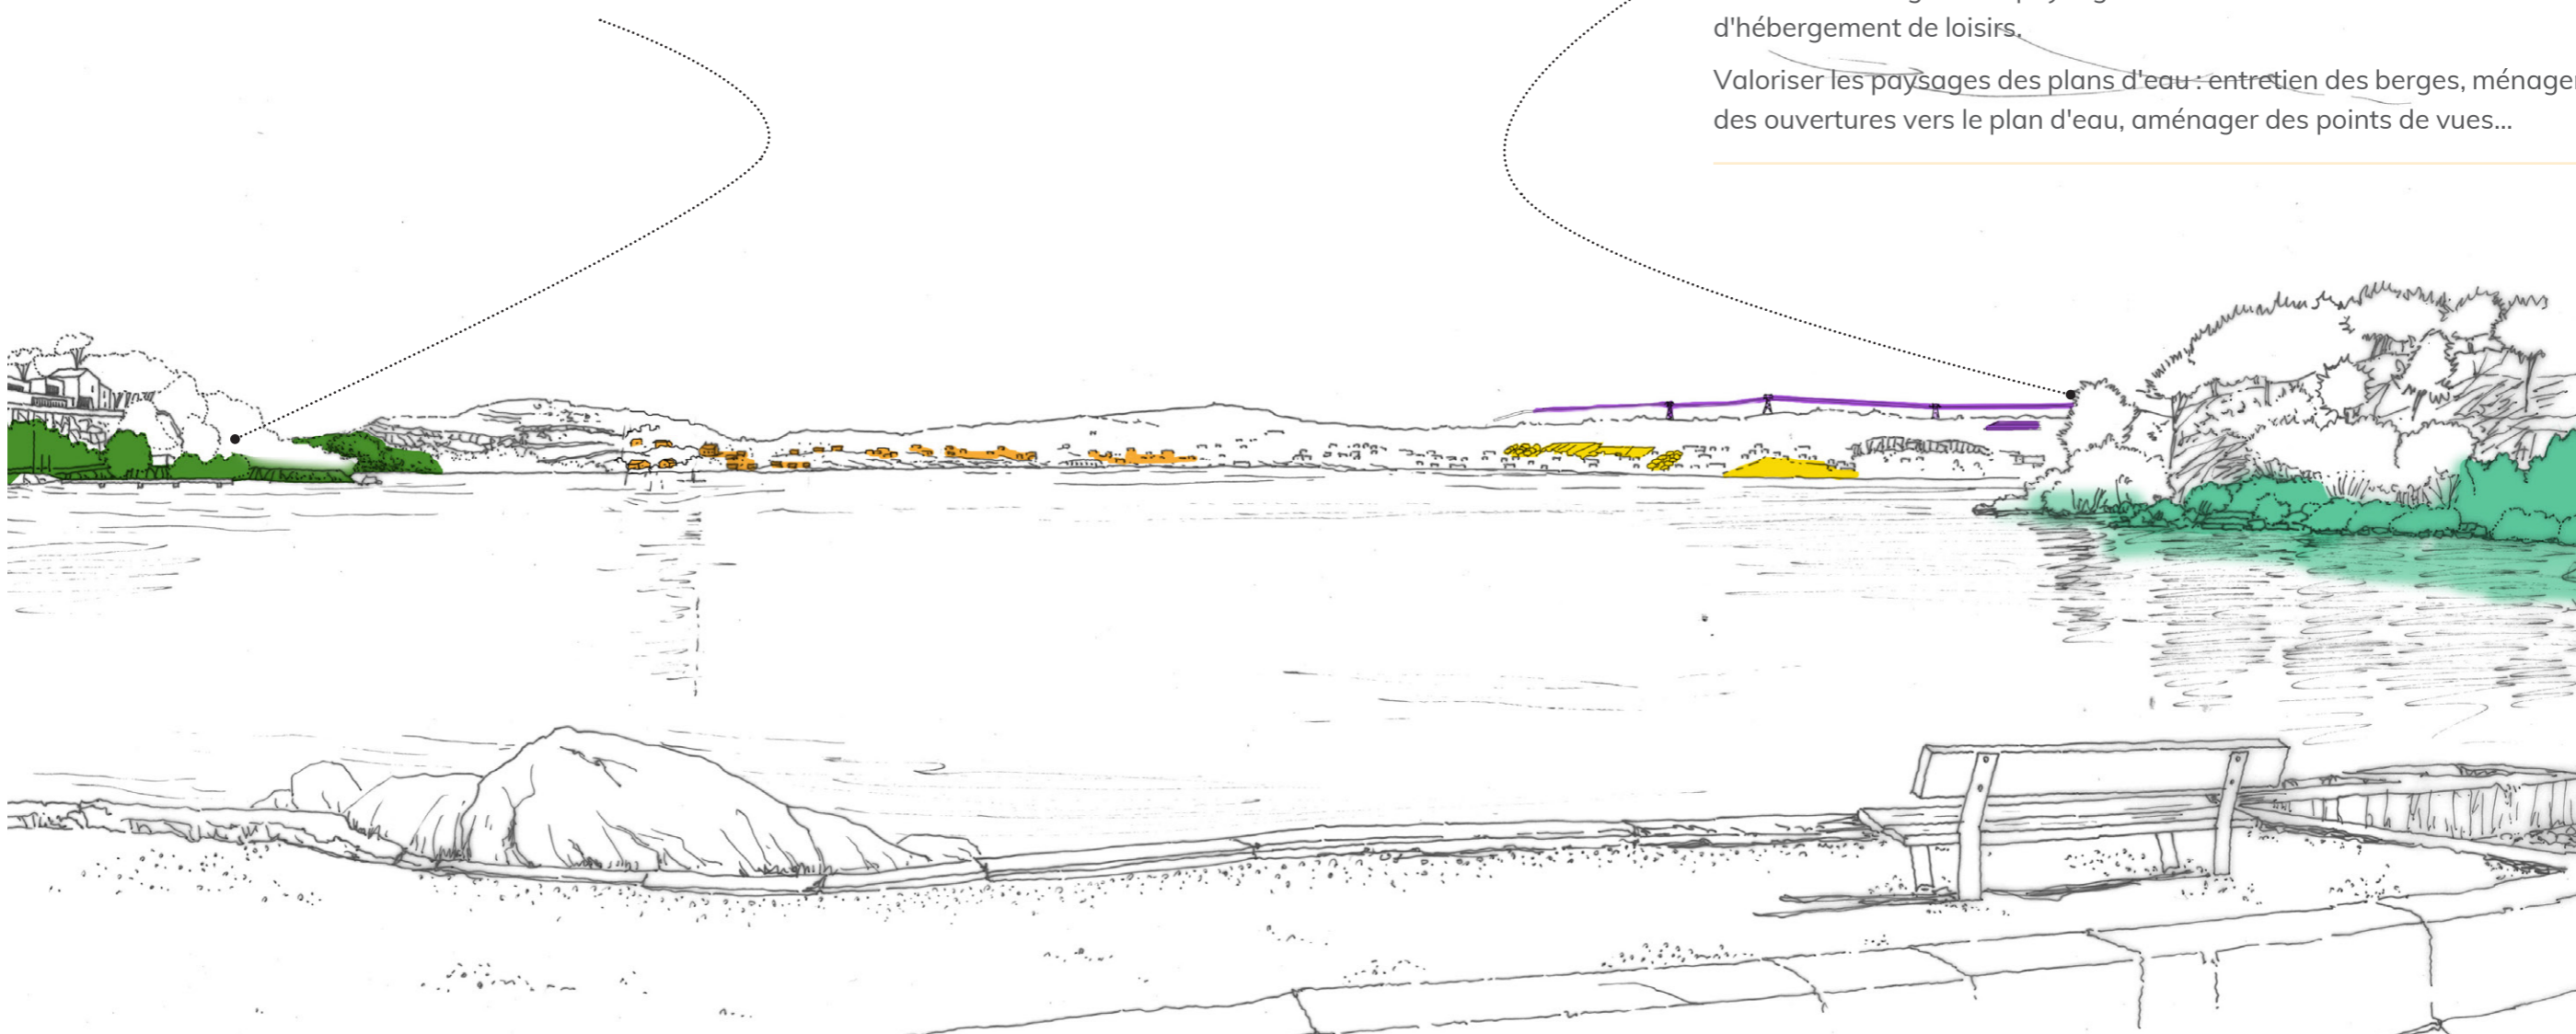 d'hébergement de loisirs.
Valoriser les paysages des plans d'eau : entretien des berges, ménager
des ouvertures vers le plan d'eau, aménager des points de vues...